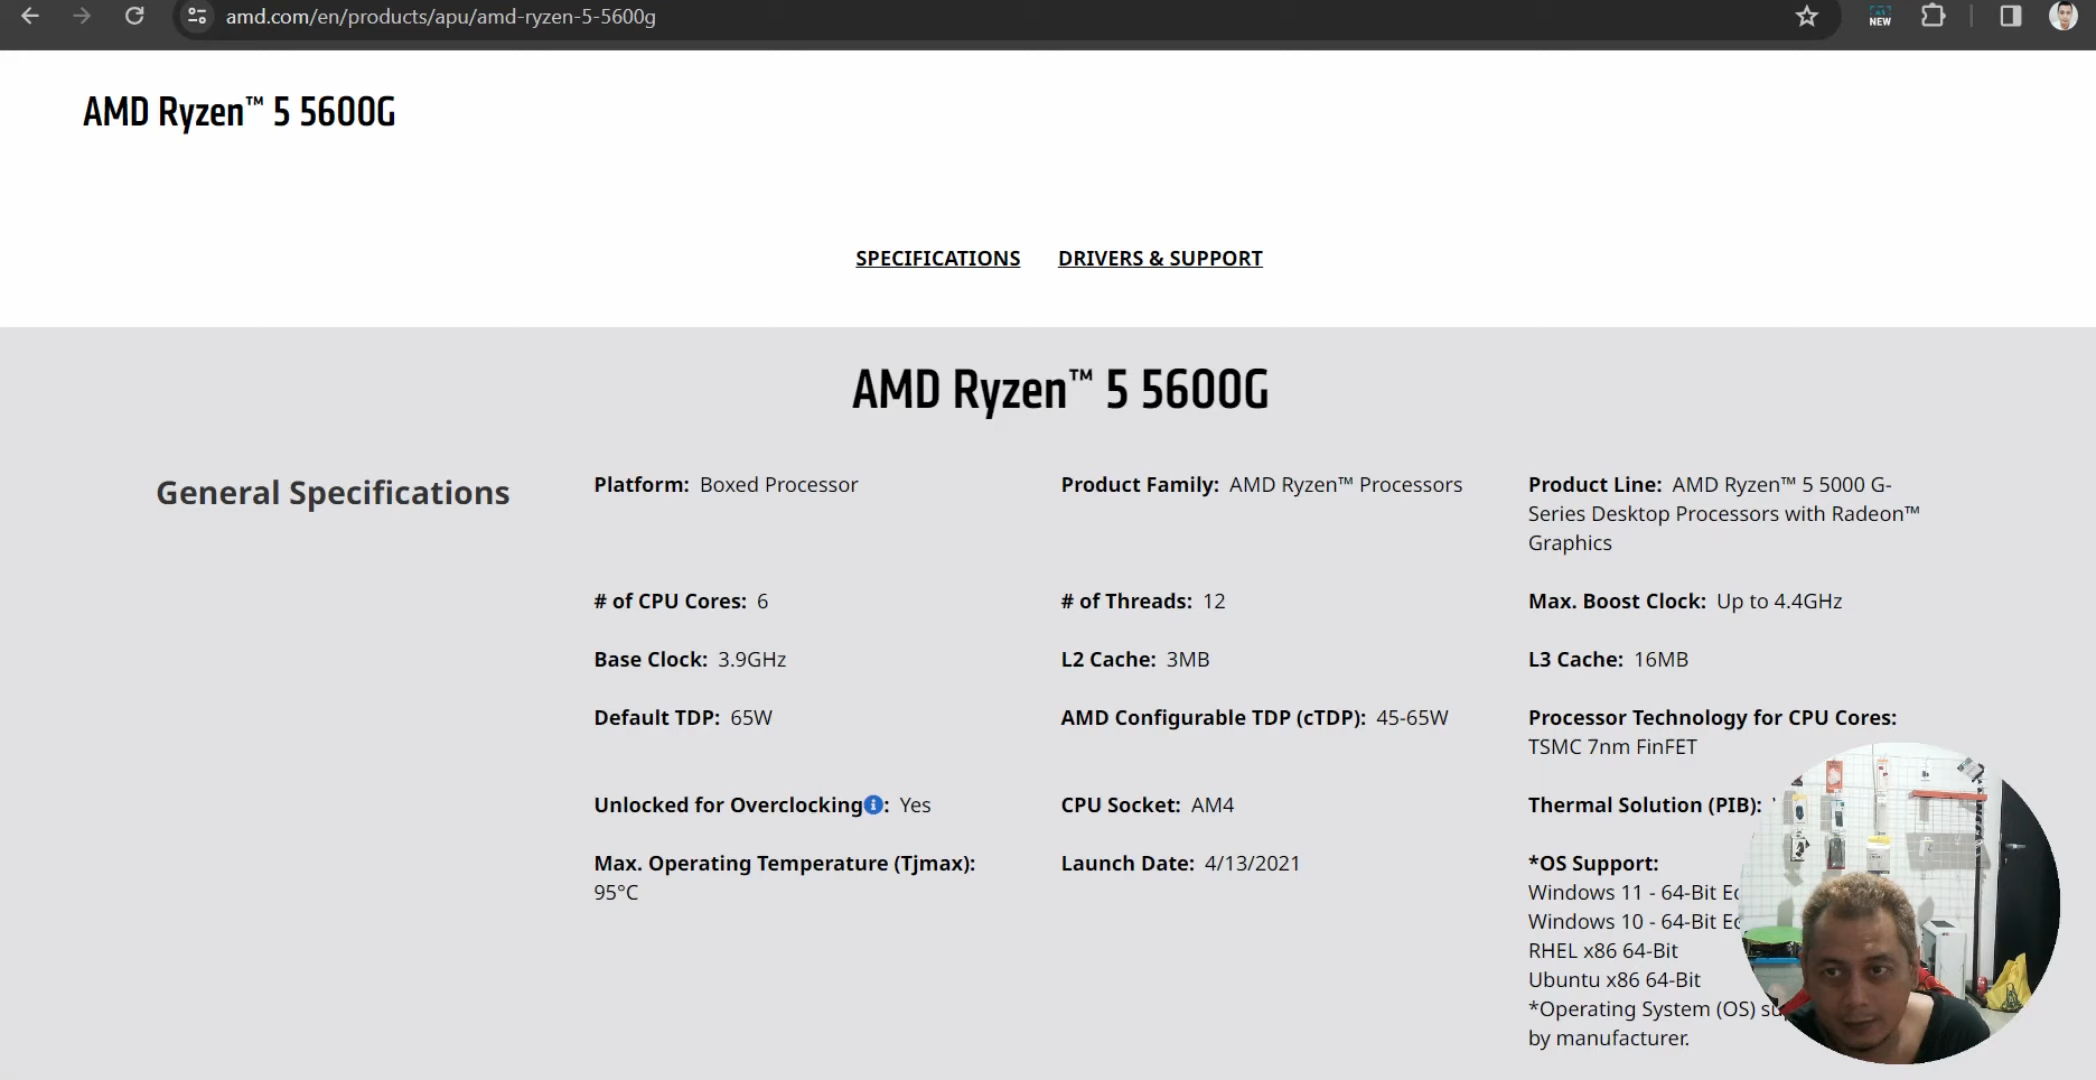 amd.com/en/products/apu/amd-ryzen-5-5600g
NEW
AMD Ryzen™ 5 5600G
SPECIFICATIONS DRIVERS & SUPPORT
AMD Ryzen™ 5 5600G
General Specifications
Platform: Boxed Processor
Product Family: AMD Ryzen™ Processors
Product Line: AMD Ryzen™ 5 5000 G-
Series Desktop Processors with Radeon™
Graphics
# of CPU Cores: 6
# of Threads: 12
Max. Boost Clock: Up to 4.4GHz
Base Clock: 3.9GHz
L2 Cache: 3MB
L3 Cache: 16MB
Default TDP: 65W
AMD Configurable TDP (cTDP): 45-65W
Processor Technology for CPU Cores:
TSMC 7nm FinFET
Unlocked for Overclocking: Yes
CPU Socket: AM4
Thermal Solution (PIB):
Max. Operating Temperature (Tjmax):
95°C
Launch Date: 4/13/2021
*OS Support:
Windows 11 - 64-Bit
Windows 10 - 64-Bit
RHEL x86 64-Bit
Ubuntu x86 64-Bit
*Operating System (OS)
by manufacturer.